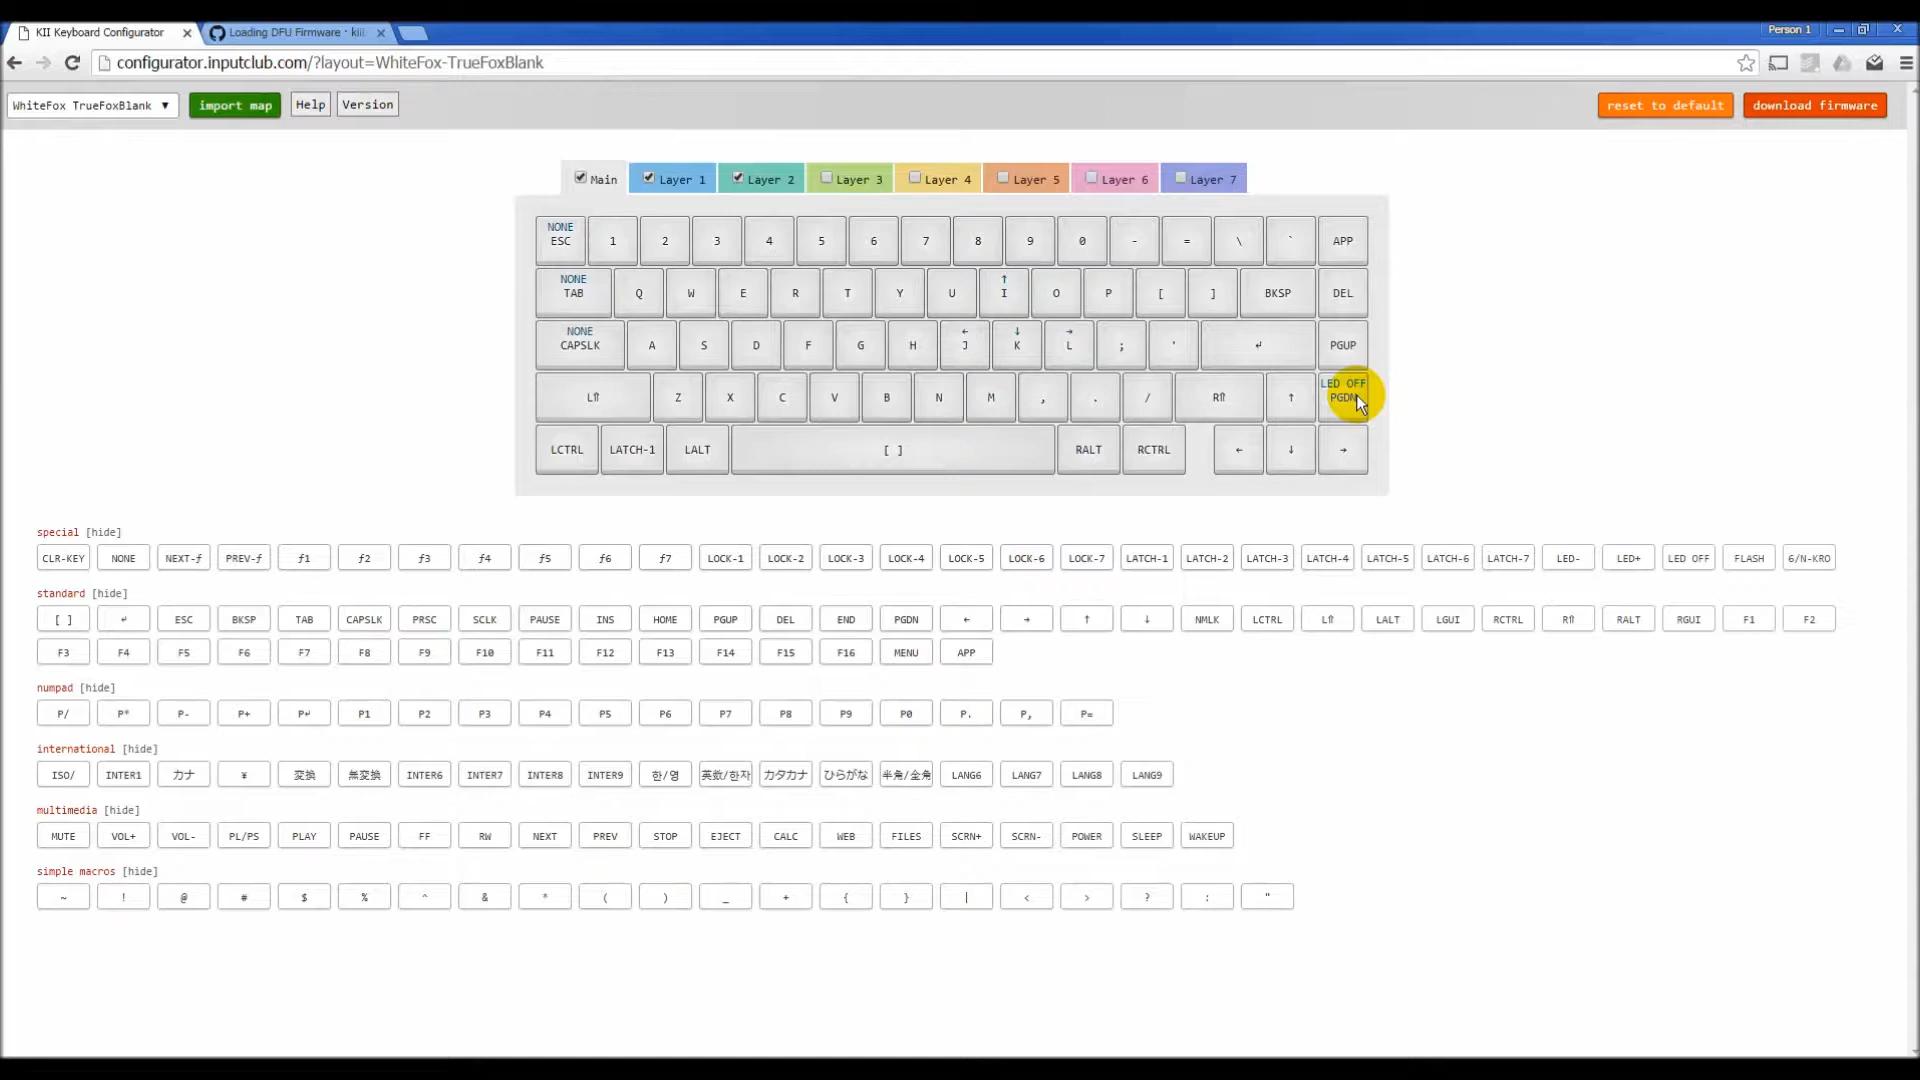 KII Keyboard Configurator
Loading DFU Firmware · kiii
Person 1
configurator.inputclub.com/?layout=WhiteFox-TrueFoxBlank
WhiteFox TrueFoxBlank ▼ import map Help Version reset to default download firmware
Main Layer 1 Layer 2 Layer 3 Layer 4 Layer 5 Layer 6 Layer 7
NONE
ESC 1 2 3 4 5 6 7 8 9 0 - = \ ` APP
NONE ↑
TAB Q W E R T Y U I O P [ ] BKSP DEL
NONE ← ↓ →
CAPSLK A S D F G H J K L ; ' ↵ PGUP
LED OFF
L⇧ Z X C V B N M , . / R⇧ ↑ PGDN
LCTRL LATCH-1 LALT [ ] RALT RCTRL ← ↓ →
special [hide]
CLR-KEY NONE NEXT-ƒ PREV-ƒ ƒ1 ƒ2 ƒ3 ƒ4 ƒ5 ƒ6 ƒ7 LOCK-1 LOCK-2 LOCK-3 LOCK-4 LOCK-5 LOCK-6 LOCK-7 LATCH-1 LATCH-2 LATCH-3 LATCH-4 LATCH-5 LATCH-6 LATCH-7 LED- LED+ LED OFF FLASH 6/N-KRO
standard [hide]
[ ] ↵ ESC BKSP TAB CAPSLK PRSC SCLK PAUSE INS HOME PGUP DEL END PGDN ← → ↑ ↓ NMLK LCTRL L⇧ LALT LGUI RCTRL R⇧ RALT RGUI F1 F2
F3 F4 F5 F6 F7 F8 F9 F10 F11 F12 F13 F14 F15 F16 MENU APP
numpad [hide]
P/ P* P- P+ P↵ P1 P2 P3 P4 P5 P6 P7 P8 P9 P0 P. P, P=
international [hide]
ISO/ INTER1 カナ ¥ 変換 無変換 INTER6 INTER7 INTER8 INTER9 한/영 英数/한자 カタカナ ひらがな 半角/全角 LANG6 LANG7 LANG8 LANG9
multimedia [hide]
MUTE VOL+ VOL- PL/PS PLAY PAUSE FF RW NEXT PREV STOP EJECT CALC WEB FILES SCRN+ SCRN- POWER SLEEP WAKEUP
simple macros [hide]
~ ! @ # $ % ^ & * ( ) _ + { } | < > ? : "